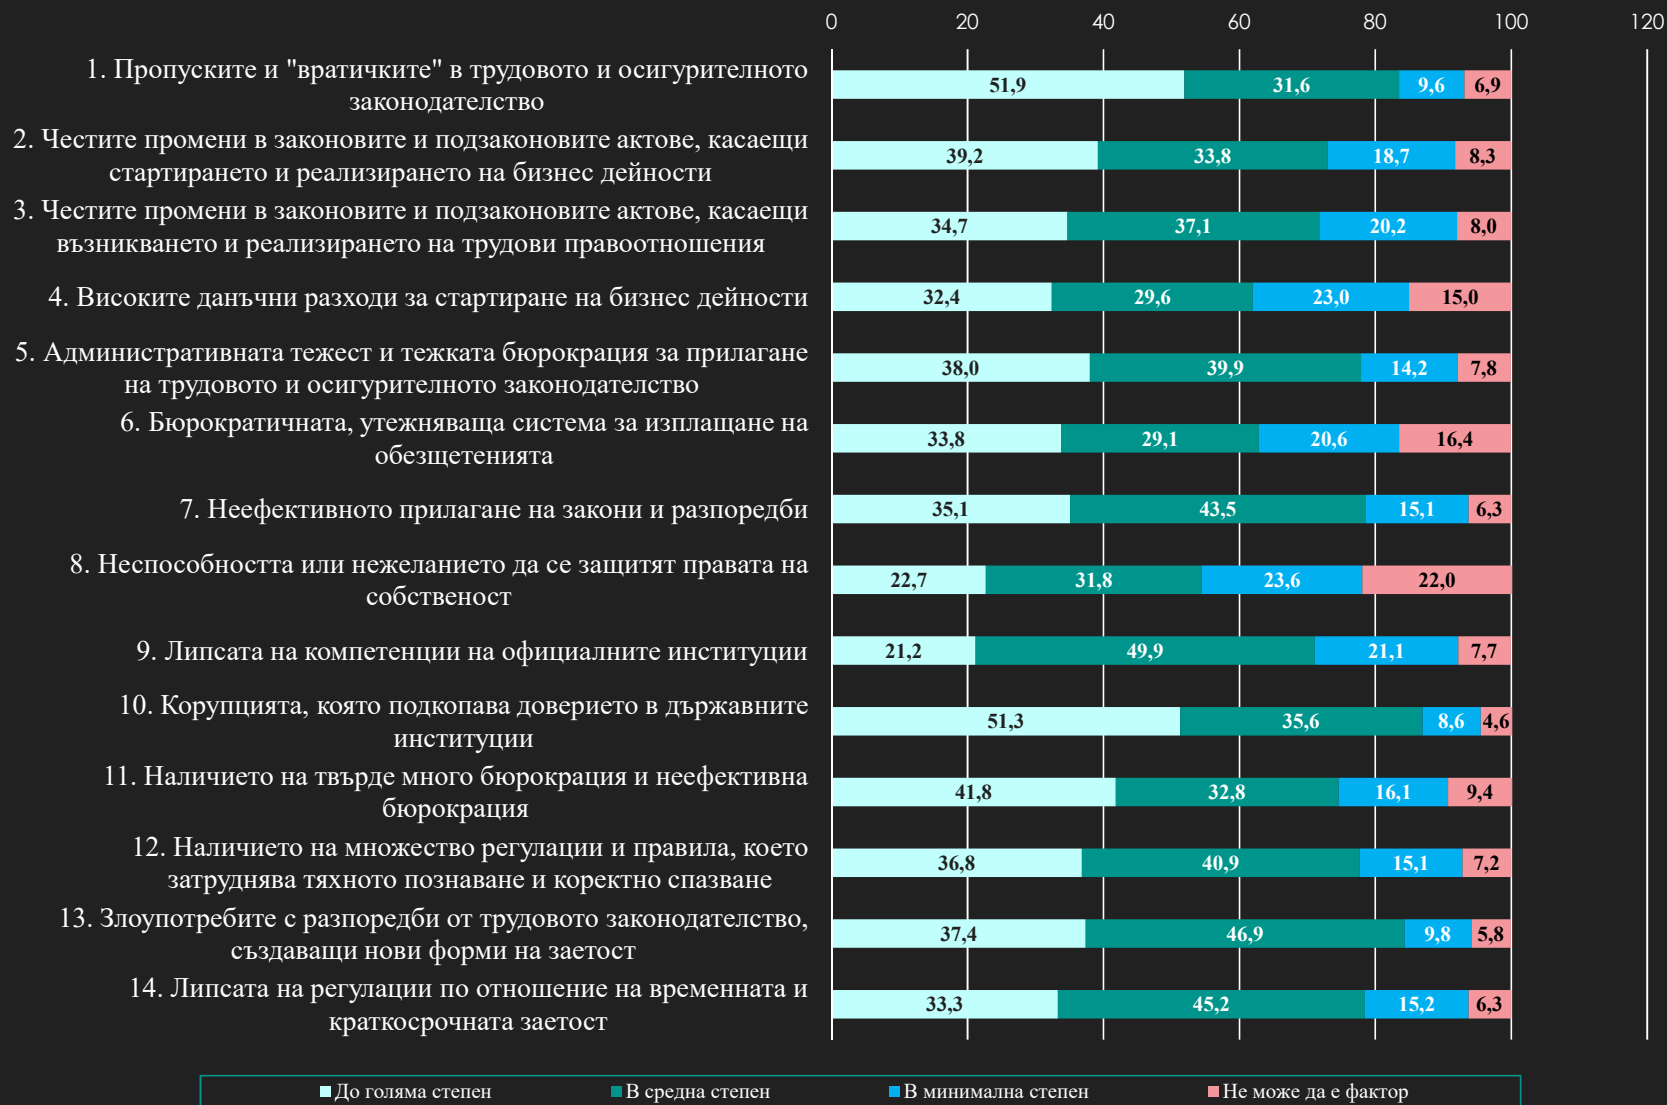 0 20 40 60 80 100 120
1. Пропуските и "вратичките" в трудовото и осигурителното
законодателство
51,9 31,6 9,6 6,9
2. Честите промени в законовите и подзаконовите актове, касаещи
стартирането и реализирането на бизнес дейности
39,2 33,8 18,7 8,3
3. Честите промени в законовите и подзаконовите актове, касаещи
възникването и реализирането на трудови правоотношения
34,7 37,1 20,2 8,0
4. Високите данъчни разходи за стартиране на бизнес дейности
32,4 29,6 23,0 15,0
5. Административната тежест и тежката бюрокрация за прилагане
на трудовото и осигурителното законодателство
38,0 39,9 14,2 7,8
6. Бюрократичната, утежняваща система за изплащане на
обезщетенията
33,8 29,1 20,6 16,4
7. Неефективното прилагане на закони и разпоредби
35,1 43,5 15,1 6,3
8. Неспособността или нежеланието да се защитят правата на
собственост
22,7 31,8 23,6 22,0
9. Липсата на компетенции на официалните институции
21,2 49,9 21,1 7,7
10. Корупцията, която подкопава доверието в държавните
институции
51,3 35,6 8,6 4,6
11. Наличието на твърде много бюрокрация и неефективна
бюрокрация
41,8 32,8 16,1 9,4
12. Наличието на множество регулации и правила, което
затруднява тяхното познаване и коректно спазване
36,8 40,9 15,1 7,2
13. Злоупотребите с разпоредби от трудовото законодателство,
създаващи нови форми на заетост
37,4 46,9 9,8 5,8
14. Липсата на регулации по отношение на временната и
краткосрочната заетост
33,3 45,2 15,2 6,3
До голяма степен В средна степен В минимална степен Не може да е фактор